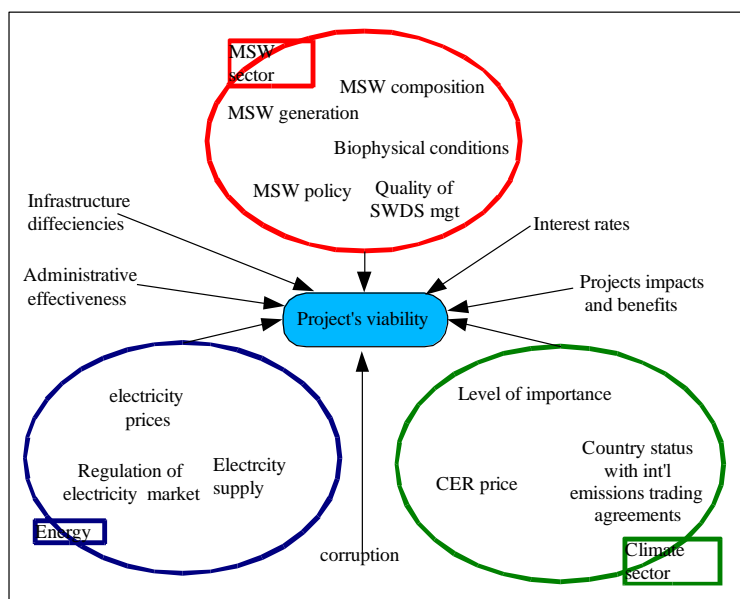 MSW
sector
MSW composition
MSW generation
Biophysical conditions
MSW policy
Quality of
SWDS mgt
Infrastructure
diffeciencies
Interest rates
Administrative
effectiveness
Projects impacts
and benefits
Project's viability
electricity
prices
Regulation of
electricity market
Electrcity
supply
Energy
corruption
Level of importance
CER price
Country status
with int'l
emissions trading
agreements
Climate
sector